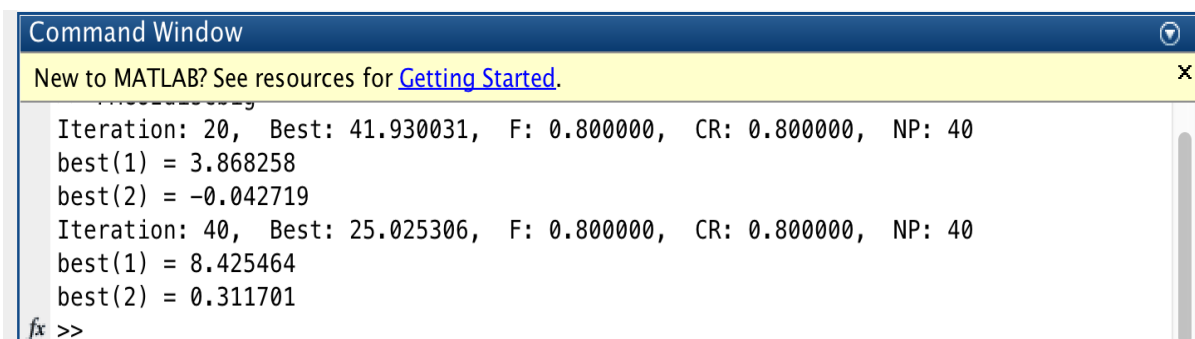 Command Window
New to MATLAB? See resources for Getting Started.
Iteration: 20, Best: 41.930031, F: 0.800000, CR: 0.800000, NP: 40
best(1) = 3.868258
best(2) = -0.042719
Iteration: 40, Best: 25.025306, F: 0.800000, CR: 0.800000, NP: 40
best(1) = 8.425464
best(2) = 0.311701
fx >>